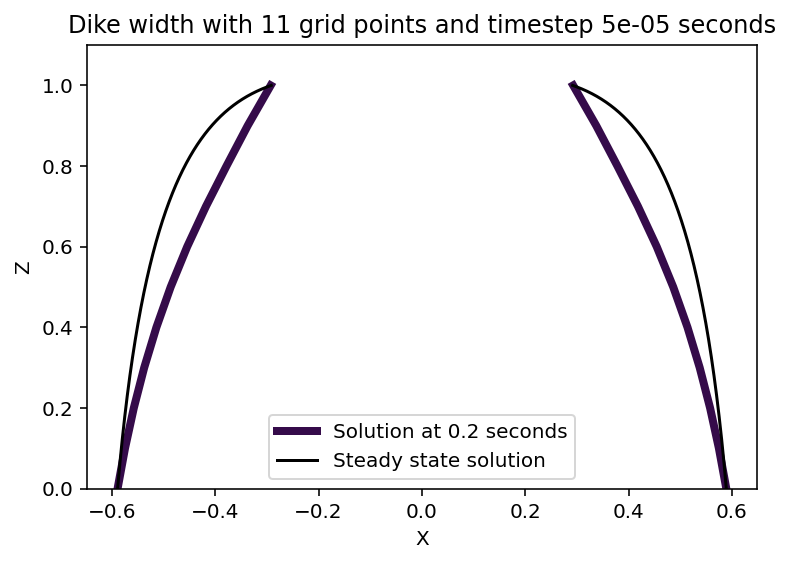 Dike width with 11 grid points and timestep 5e-05 seconds
1.0
0.8
0.6
0.4
0.2
0.0
Z
Solution at 0.2 seconds
Steady state solution
−0.6 −0.4 −0.2 0.0 0.2 0.4 0.6
X